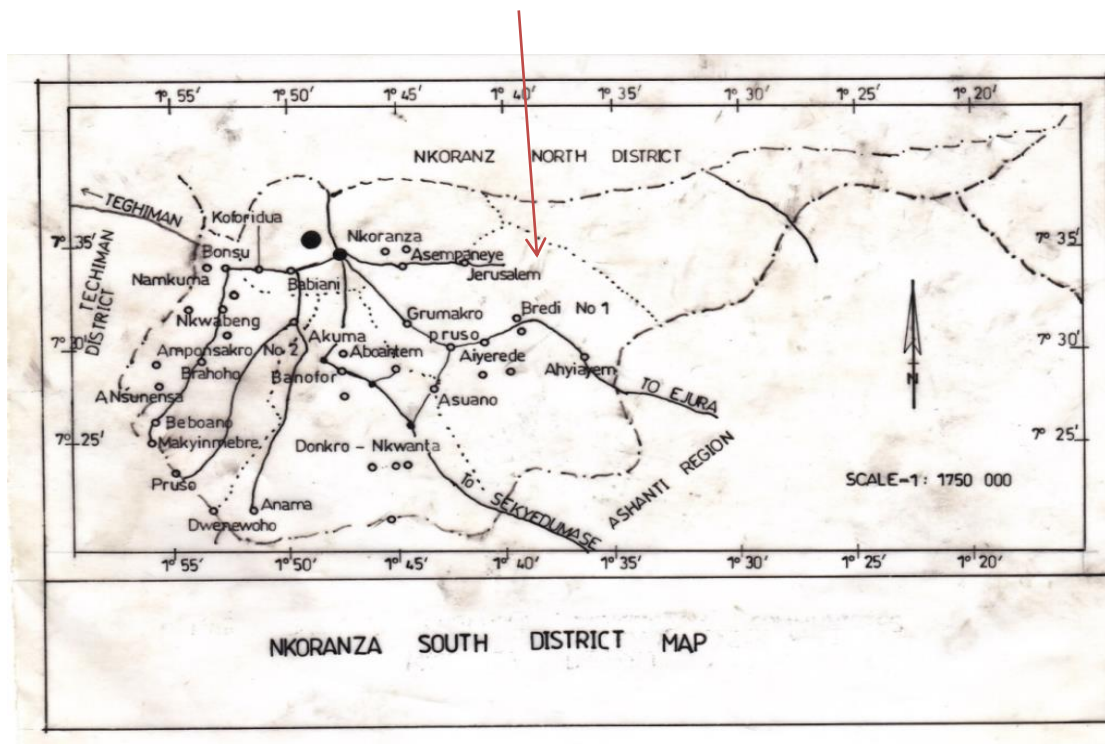 1° 55′ 1° 50′ 1° 45′ 1° 40′ 1° 35′ 1° 30′ 1° 25′ 1° 20′
NKORANZ NORTH DISTRICT
TEGHIMAN
Koforidua
7° 35′
Nkoranza
7° 35′
Bonsu
Asempaneye
Namkuma
Babiani
Jerusalem
TECHIMAN
DISTRICT
Nkwabeng
Grumakro
Bredi No 1
7° 30′
Akuma
pruso
7° 30′
Amponsakro No 2
Aboantem
Aiyerede
Brahoho
Banofor
Ahyiayem
TO EJURA
A.Nsunensa
Asuano
N
Beboano
7° 25′
Makyinmebre
Donkro - Nkwanta
7° 25′
Pruso
TO SEKYEDUMASE
ASHANTI REGION
SCALE=1: 1750 000
Anama
Dwenewoho
1° 55′ 1° 50′ 1° 45′ 1° 40′ 1° 35′ 1° 30′ 1° 25′ 1° 20′
NKORANZA SOUTH DISTRICT MAP